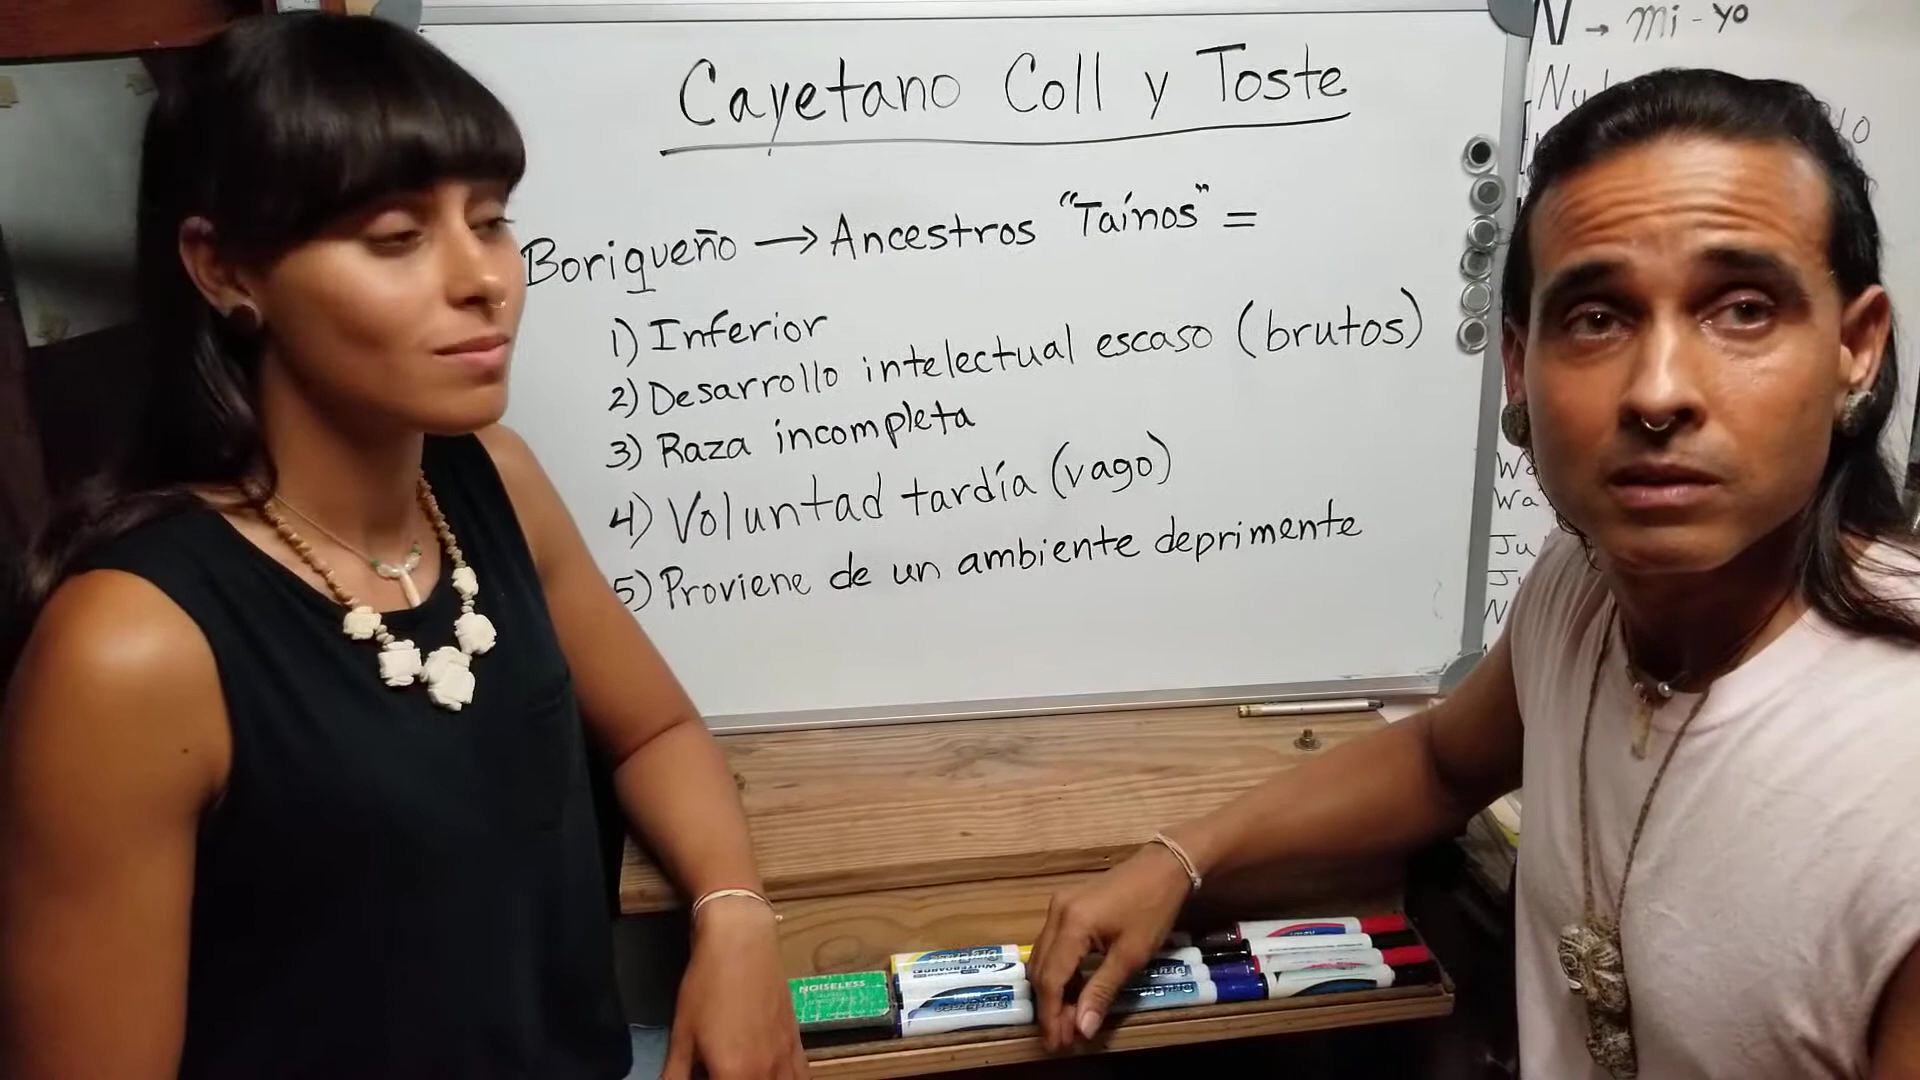 Cayetano Coll y Toste
Boriqueño → Ancestros "Taínos" =
1) Inferior
2) Desarrollo intelectual escaso (brutos)
3) Raza incompleta
4) Voluntad tardía (vago)
5) Proviene de un ambiente deprimente
→ mi - yo
NOISELESS
WHITEBOARD